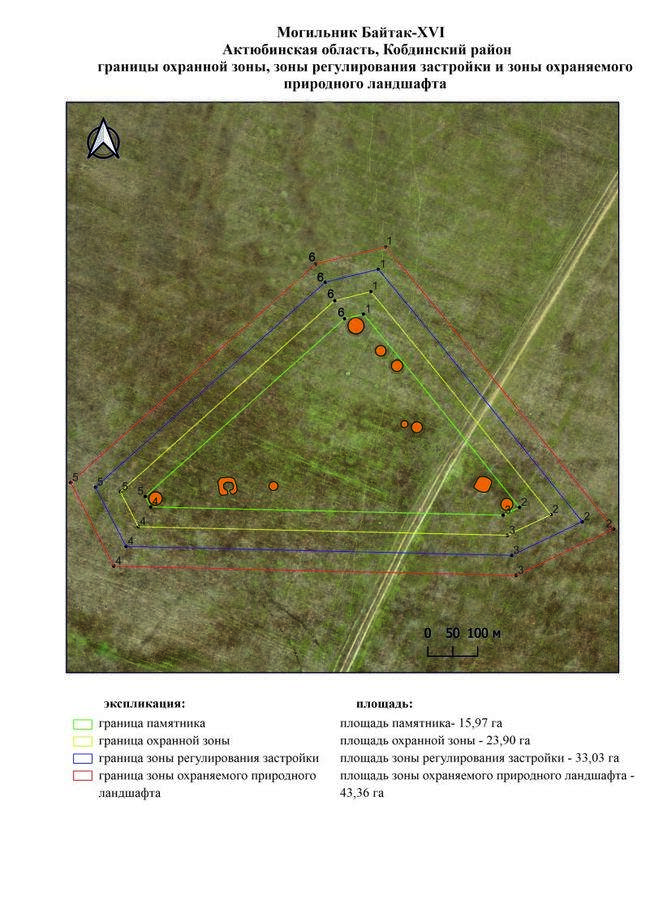 Могильник Байтак-XVI
Актюбинская область, Кобдинский район
границы охранной зоны, зоны регулирования застройки и зоны охраняемого
природного ландшафта
1
6
1
6
1
6
1
6
5
5
5
5
4
4
4
4
2
2
2
2
3
3
3
3
0 50 100 м
экспликация:
граница памятника
граница охранной зоны
граница зоны регулирования застройки
граница зоны охраняемого природного
ландшафта
площадь:
площадь памятника- 15,97 га
площадь охранной зоны - 23,90 га
площадь зоны регулирования застройки - 33,03 га
площадь зоны охраняемого природного ландшафта -
43,36 га